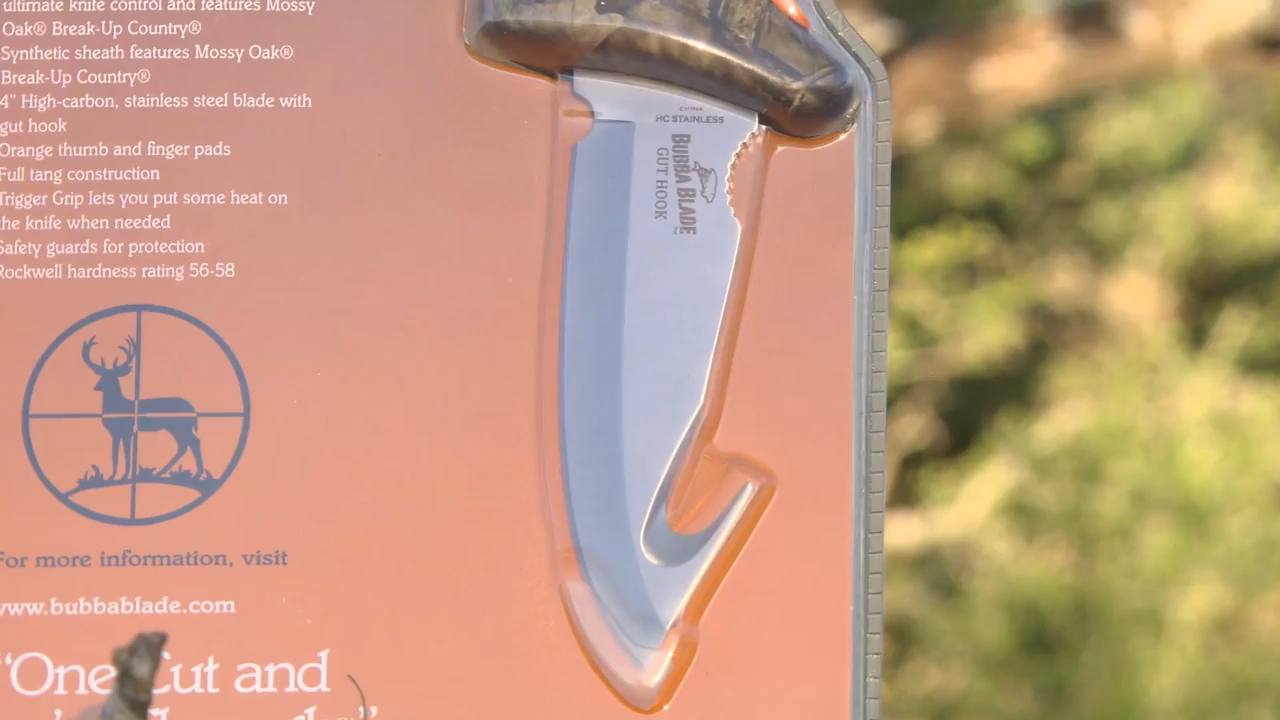 ultimate knife control and features Mossy
Oak® Break-Up Country®
Synthetic sheath features Mossy Oak®
Break-Up Country®
4" High-carbon, stainless steel blade with
gut hook
Orange thumb and finger pads
Full tang construction
Trigger Grip lets you put some heat on
the knife when needed
Safety guards for protection
Rockwell hardness rating 56-58
For more information, visit
www.bubbablade.com
“One Cut and
CHINA
HC STAINLESS
BUBBA BLADE™
GUT HOOK